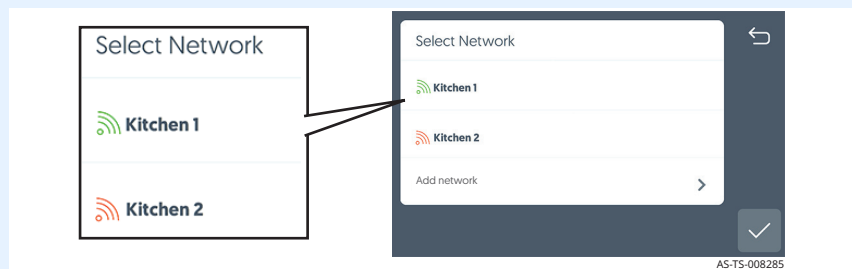 Select Network
Kitchen 1
Kitchen 2
Select Network
Kitchen 1
Kitchen 2
Add network
AS-TS-008285